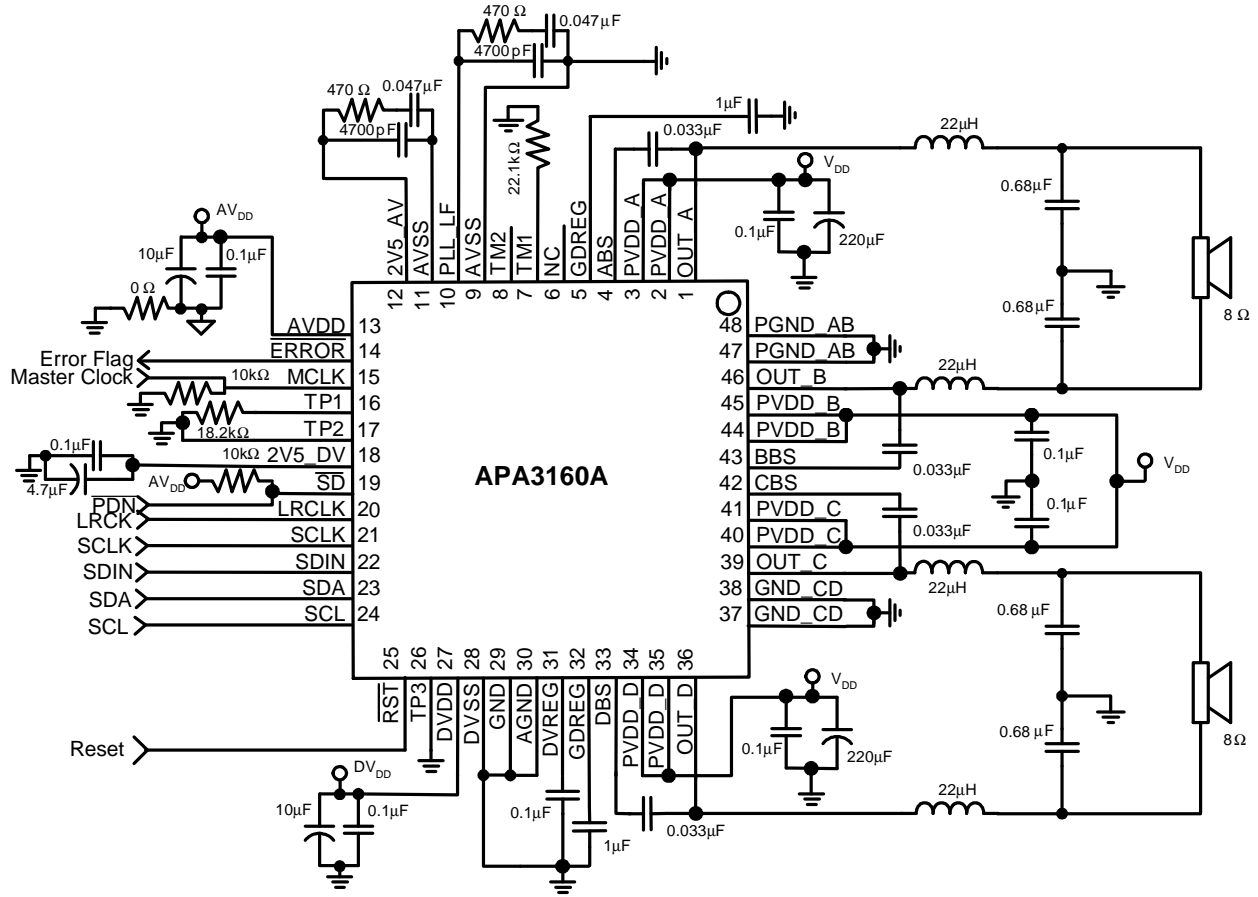 470 Ω
0.047µF
4700pF
470 Ω
0.047µF
4700pF
22.1kΩ
1µF
0.033µF
22µH
V_DD
0.1µF
220µF
0.68µF
0.68µF
8 Ω
AV_DD
10µF
0.1µF
0 Ω
2V5_AV
AVSS
PLL_LF
AVSS
TM2
TM1
NC
GDREG
ABS
PVDD_A
PVDD_A
OUT_A
12 11 10 9 8 7 6 5 4 3 2 1
AVDD 13
ERROR 14
MCLK 15
TP1 16
TP2 17
2V5_DV 18
SD 19
LRCLK 20
SCLK 21
SDIN 22
SDA 23
SCL 24
Error Flag
Master Clock
10kΩ
18.2kΩ
0.1µF
4.7µF
10kΩ
AV_DD
PDN
LRCK
SCLK
SDIN
SDA
SCL
APA3160A
48 PGND_AB
47 PGND_AB
46 OUT_B
45 PVDD_B
44 PVDD_B
43 BBS
42 CBS
41 PVDD_C
40 PVDD_C
39 OUT_C
38 GND_CD
37 GND_CD
22µH
0.033µF
0.1µF
V_DD
0.1µF
0.033µF
22µH
0.68 µF
0.68 µF
8Ω
25 26 27 28 29 30 31 32 33 34 35 36
RST
TP3
DVDD
DVSS
GND
AGND
DVREG
GDREG
DBS
PVDD_D
PVDD_D
OUT_D
Reset
DV_DD
10µF
0.1µF
0.1µF
1µF
0.033µF
V_DD
0.1µF
220µF
22µH